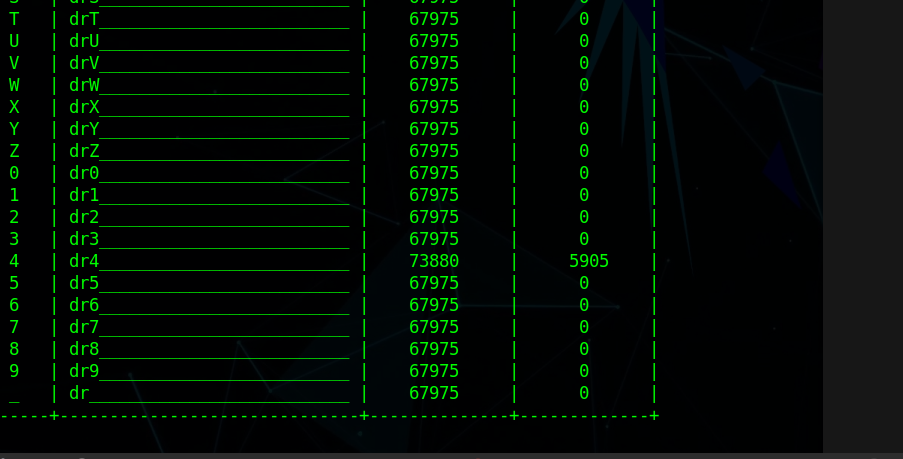 T | drT_________________________ | 67975 | 0 |
U | drU_________________________ | 67975 | 0 |
V | drV_________________________ | 67975 | 0 |
W | drW_________________________ | 67975 | 0 |
X | drX_________________________ | 67975 | 0 |
Y | drY_________________________ | 67975 | 0 |
Z | drZ_________________________ | 67975 | 0 |
0 | dr0_________________________ | 67975 | 0 |
1 | dr1_________________________ | 67975 | 0 |
2 | dr2_________________________ | 67975 | 0 |
3 | dr3_________________________ | 67975 | 0 |
4 | dr4_________________________ | 73880 | 5905 |
5 | dr5_________________________ | 67975 | 0 |
6 | dr6_________________________ | 67975 | 0 |
7 | dr7_________________________ | 67975 | 0 |
8 | dr8_________________________ | 67975 | 0 |
9 | dr9_________________________ | 67975 | 0 |
_ | dr__________________________ | 67975 | 0 |
-----+------------------------------+--------------+-------------+